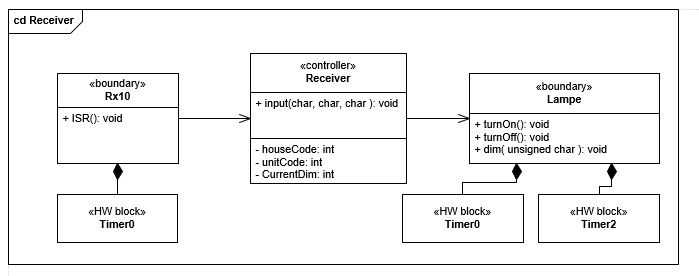 cd Receiver
«boundary»
Rx10
+ ISR(): void
«controller»
Receiver
+ input(char, char, char ): void
- houseCode: int
- unitCode: int
- CurrentDim: int
«boundary»
Lampe
+ turnOn(): void
+ turnOff(): void
+ dim( unsigned char ): void
«HW block»
Timer0
«HW block»
Timer0
«HW block»
Timer2